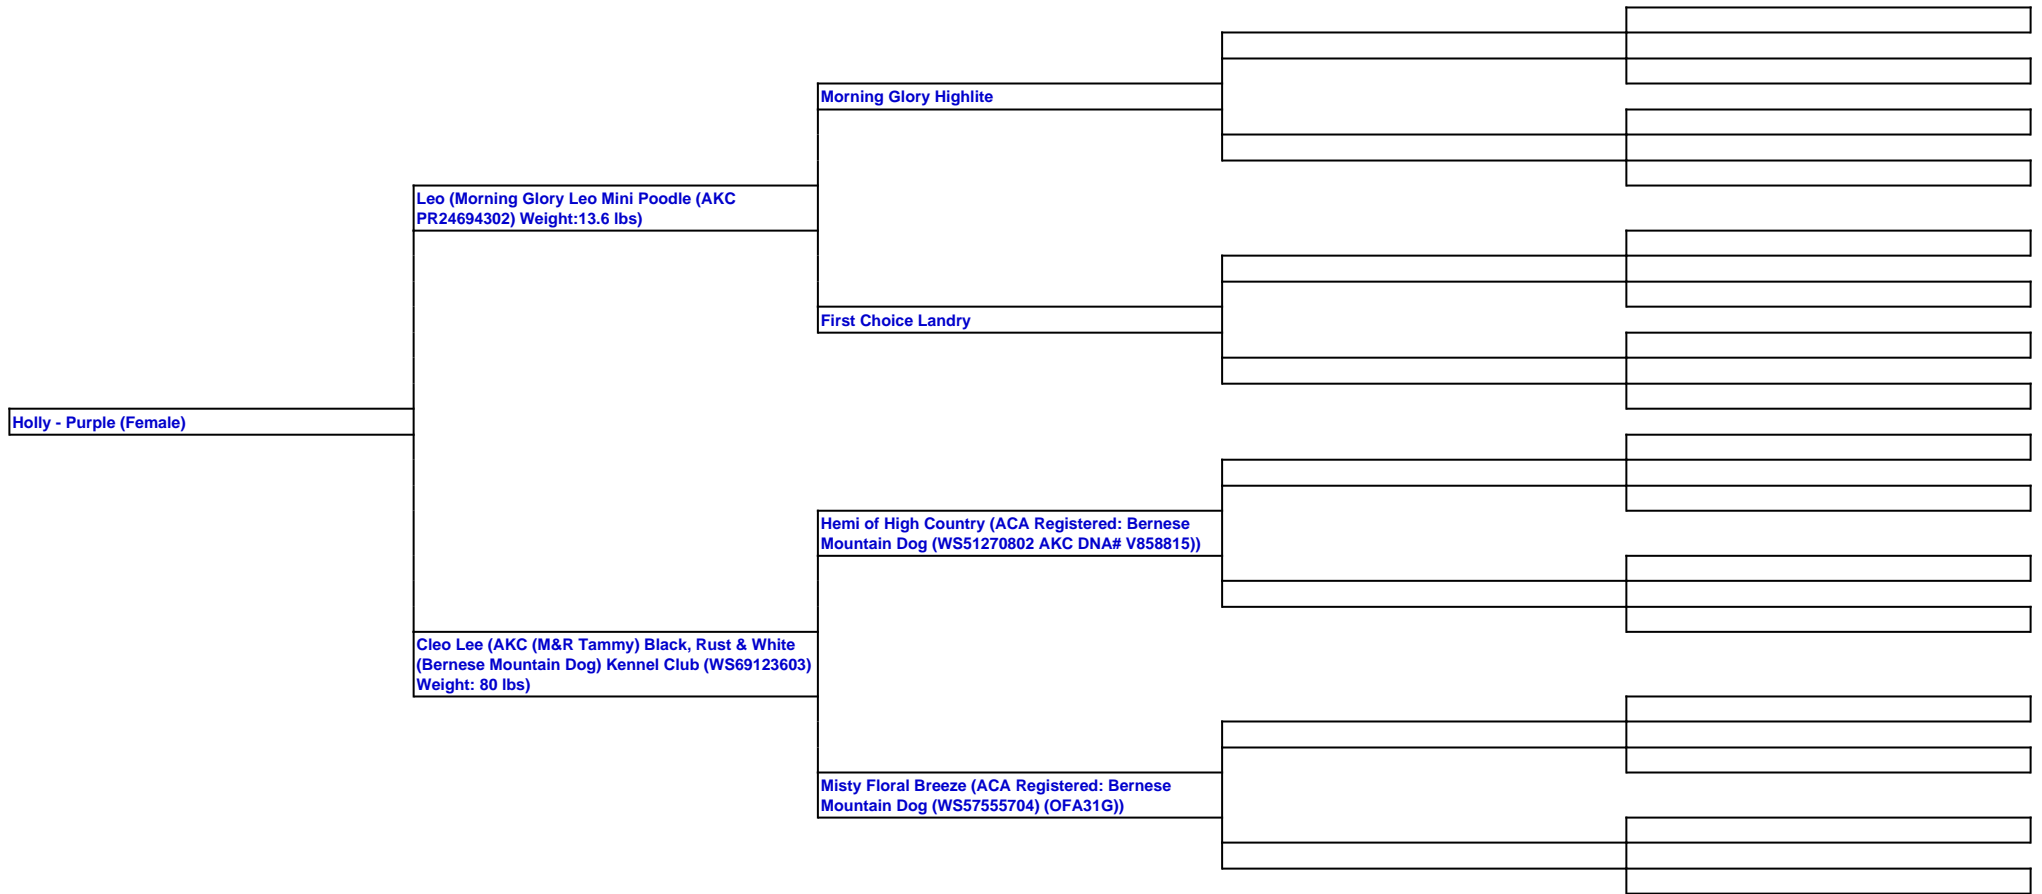 Morning Glory Highlite
Leo (Morning Glory Leo Mini Poodle (AKC
PR24694302) Weight:13.6 lbs)
First Choice Landry
Holly - Purple (Female)
Hemi of High Country (ACA Registered: Bernese
Mountain Dog (WS51270802 AKC DNA# V858815))
Cleo Lee (AKC (M&R Tammy) Black, Rust & White
(Bernese Mountain Dog) Kennel Club (WS69123603)
Weight: 80 lbs)
Misty Floral Breeze (ACA Registered: Bernese
Mountain Dog (WS57555704) (OFA31G))